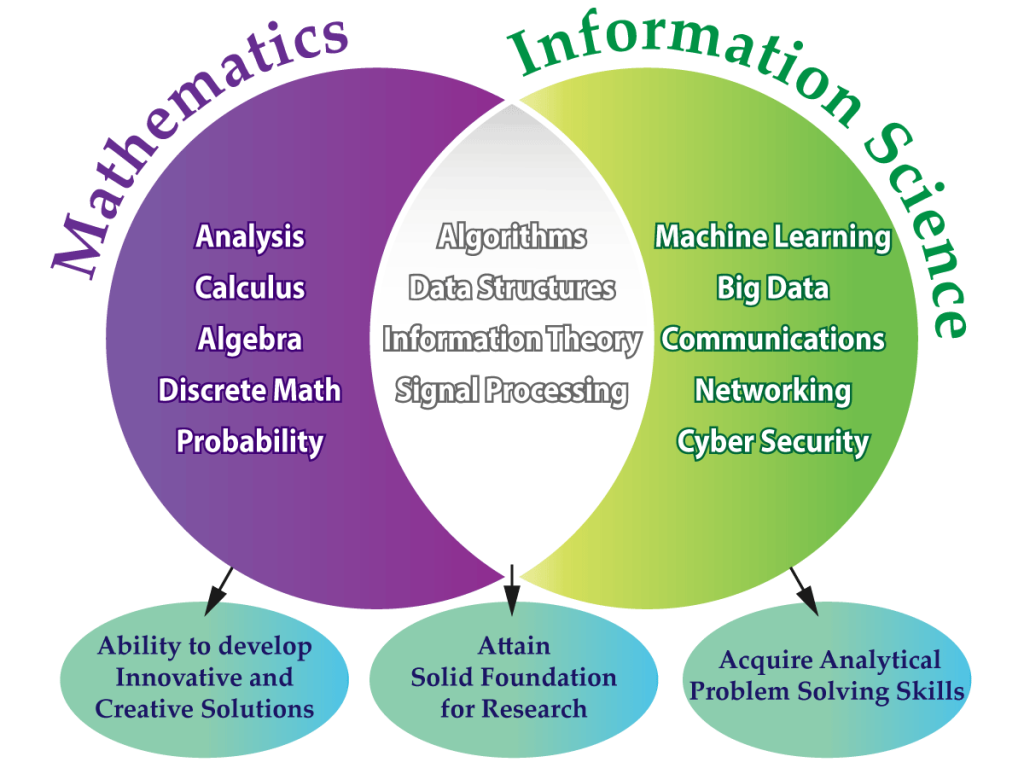 Mathematics
Information Science
Analysis
Calculus
Algebra
Discrete Math
Probability
Algorithms
Data Structures
Information Theory
Signal Processing
Machine Learning
Big Data
Communications
Networking
Cyber Security
Ability to develop
Innovative and
Creative Solutions
Attain
Solid Foundation
for Research
Acquire Analytical
Problem Solving Skills